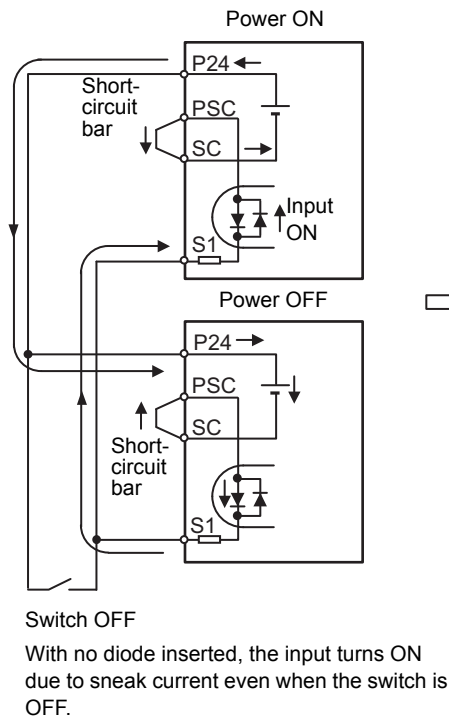 Power ON
P24
Short-
circuit
bar
PSC
SC
Input
ON
S1
Power OFF
P24
PSC
SC
Short-
circuit
bar
S1
Switch OFF
With no diode inserted, the input turns ON
due to sneak current even when the switch is
OFF.